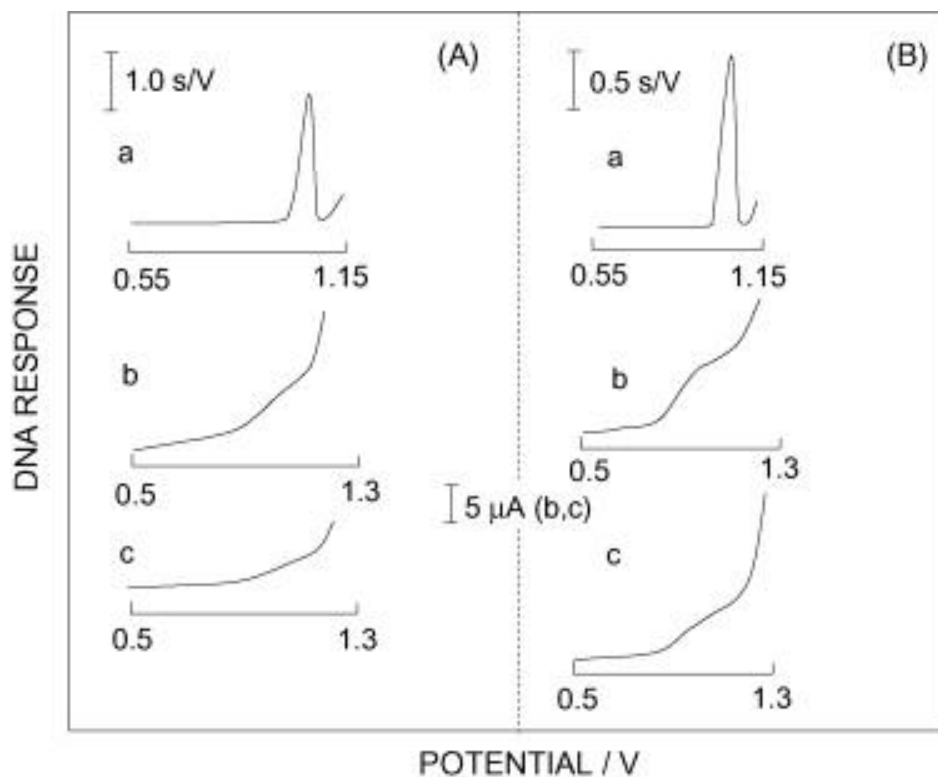 (A)
1.0 s/V
a
0.55 1.15
b
0.5 1.3
c
0.5 1.3
(B)
0.5 s/V
a
0.55 1.15
b
0.5 1.3
5 µA (b,c)
c
0.5 1.3
DNA RESPONSE
POTENTIAL / V